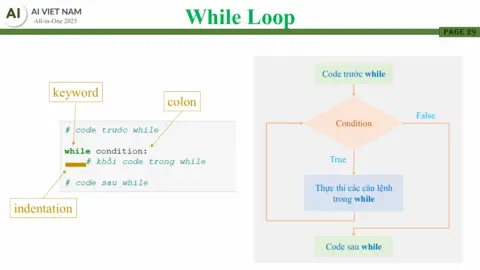 AI
AI VIET NAM
All-in-One 2025
While Loop
PAGE 29
keyword
colon
# code trước while
while condition:
# khối code trong while
# code sau while
indentation
Code trước while
Condition
False
True
Thực thi các câu lệnh
trong while
Code sau while